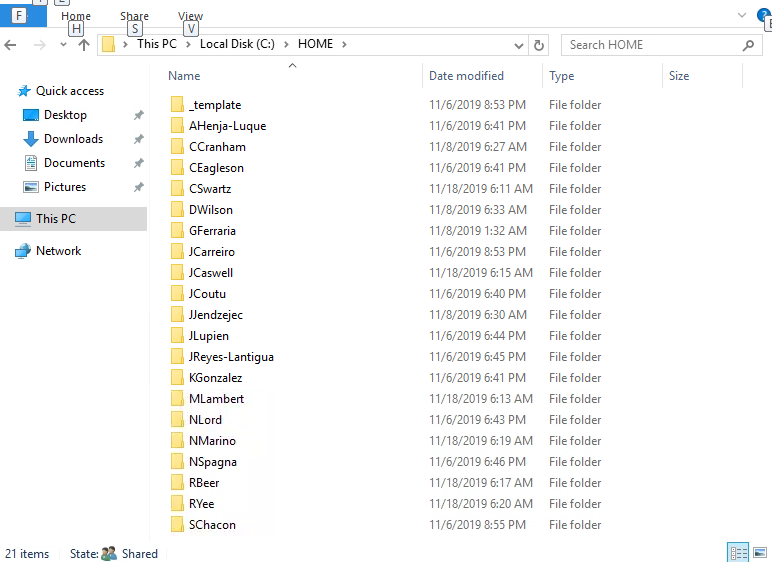 F Home Share View
H S V
This PC Local Disk (C:) HOME Search HOME
Name Date modified Type Size
Quick access
Desktop
Downloads
Documents
Pictures
This PC
Network
_template 11/6/2019 8:53 PM File folder
AHenja-Luque 11/6/2019 6:41 PM File folder
CCranham 11/8/2019 6:27 AM File folder
CEagleson 11/6/2019 6:41 PM File folder
CSwartz 11/18/2019 6:11 AM File folder
DWilson 11/8/2019 6:33 AM File folder
GFerraria 11/8/2019 1:32 AM File folder
JCarreiro 11/6/2019 8:53 PM File folder
JCaswell 11/18/2019 6:15 AM File folder
JCoutu 11/6/2019 6:40 PM File folder
JJendzejec 11/8/2019 6:30 AM File folder
JLupien 11/6/2019 6:44 PM File folder
JReyes-Lantigua 11/6/2019 6:45 PM File folder
KGonzalez 11/6/2019 6:41 PM File folder
MLambert 11/18/2019 6:13 AM File folder
NLord 11/6/2019 6:43 PM File folder
NMarino 11/18/2019 6:19 AM File folder
NSpagna 11/6/2019 6:46 PM File folder
RBeer 11/18/2019 6:17 AM File folder
RYee 11/18/2019 6:20 AM File folder
SChacon 11/6/2019 8:55 PM File folder
21 items State: Shared